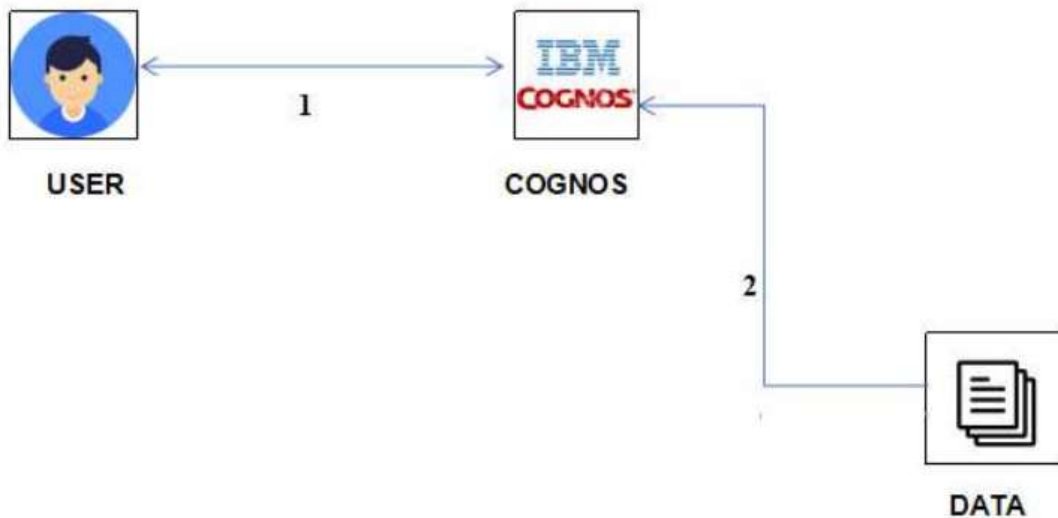 IBM
COGNOS
1
USER
COGNOS
2
DATA